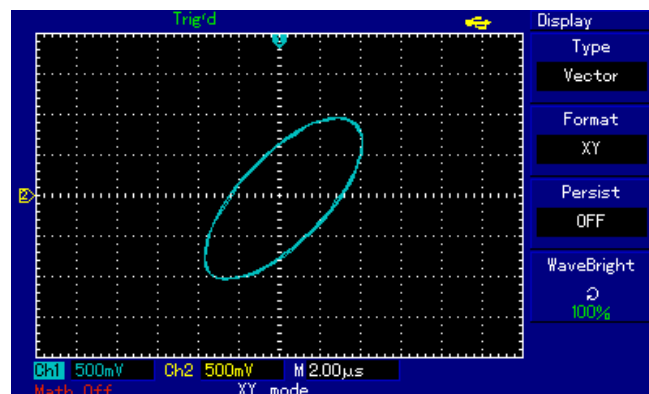 Trig'd
Display
Type
Vector
Format
XY
Persist
OFF
WaveBright
100%
2
Ch1 500mV Ch2 500mV M 2.00µs
Math Off XY mode